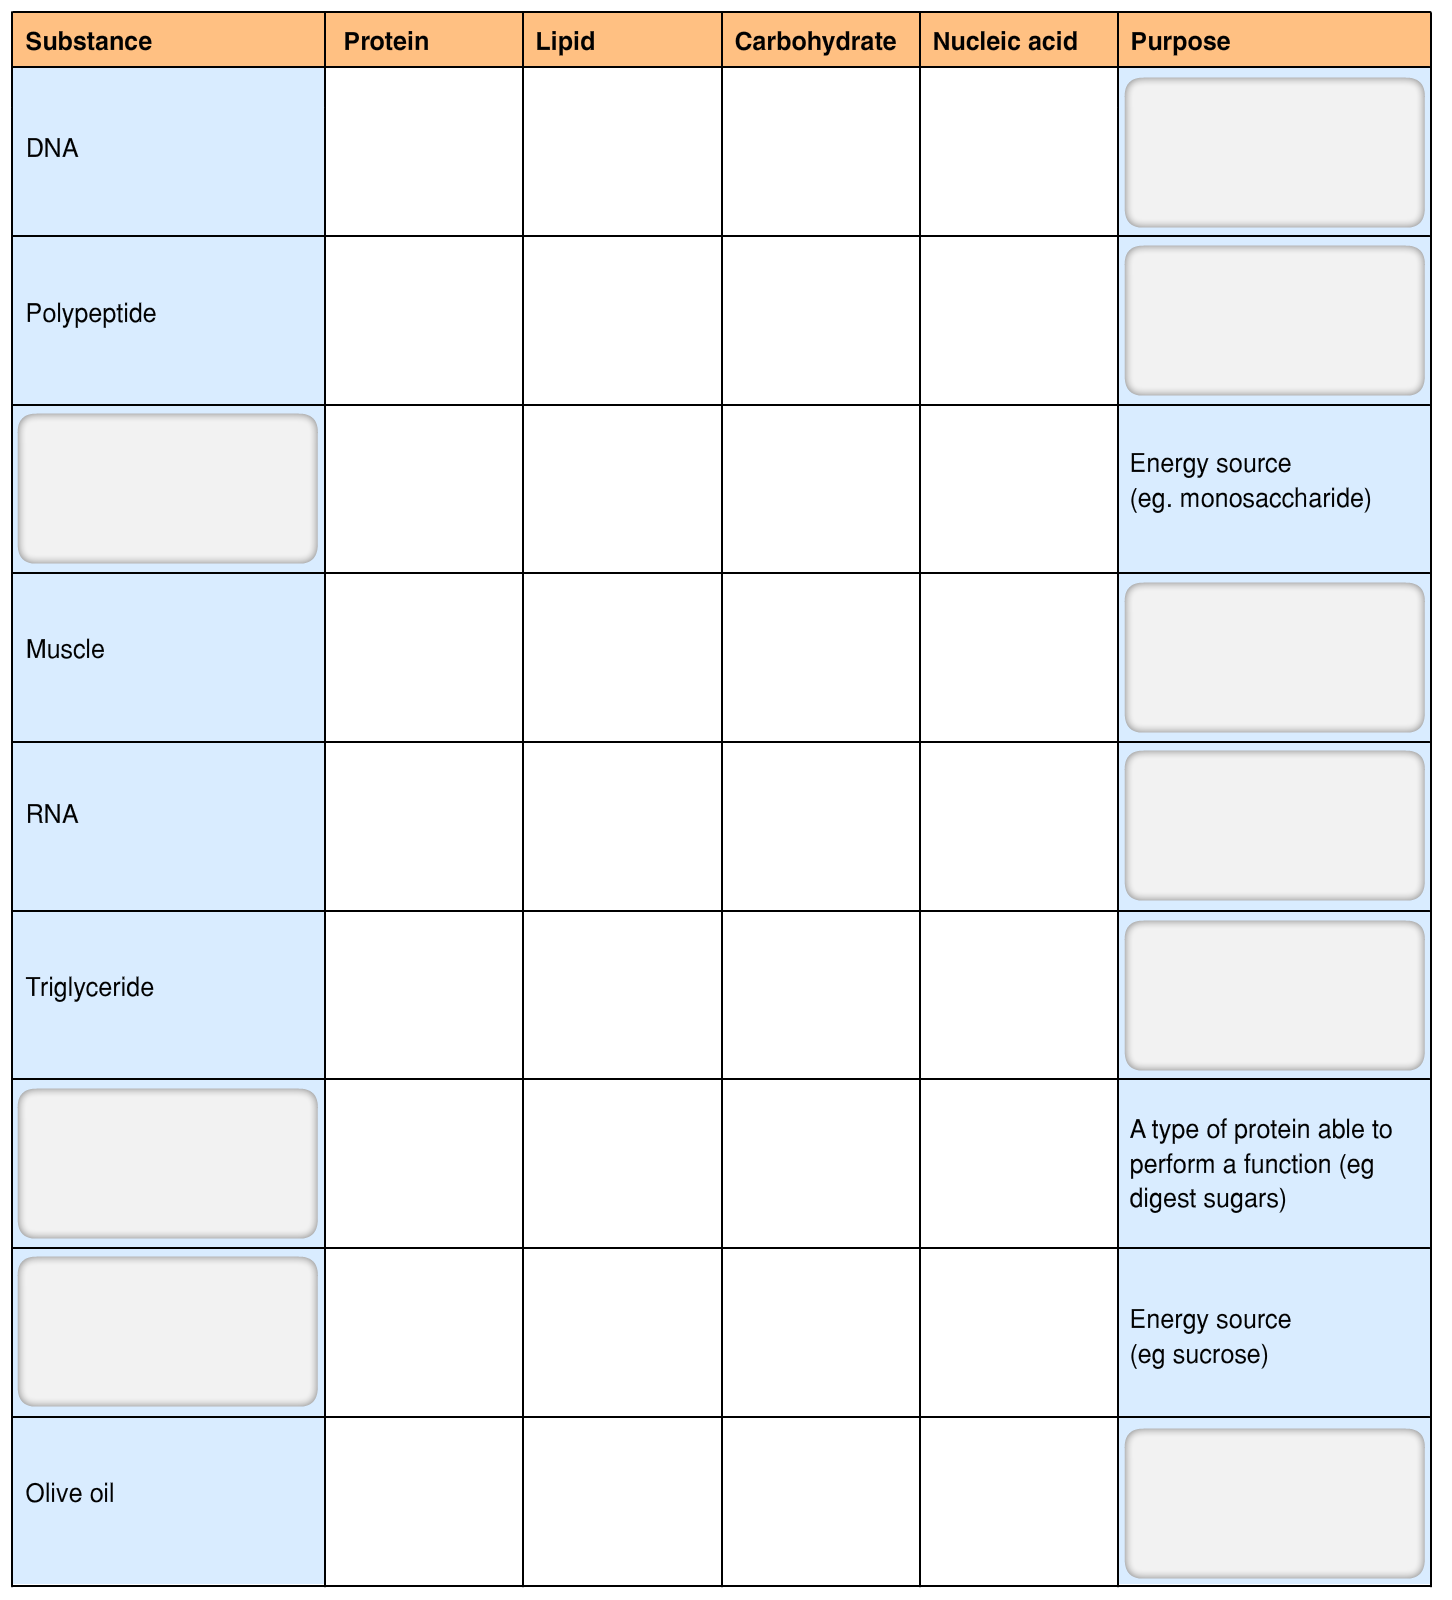 Substance Protein Lipid Carbohydrate Nucleic acid Purpose
DNA
Polypeptide
Energy source
(eg. monosaccharide)
Muscle
RNA
Triglyceride
A type of protein able to
perform a function (eg
digest sugars)
Energy source
(eg sucrose)
Olive oil